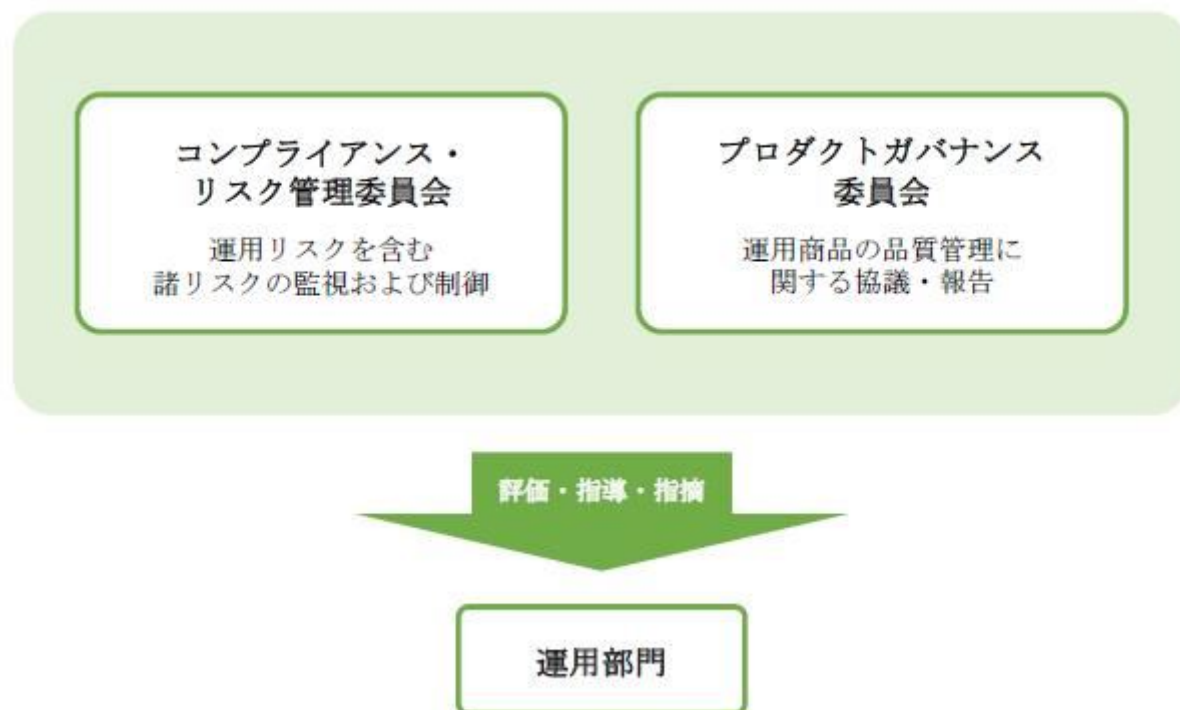 コンプライアンス・
リスク管理委員会
運用リスクを含む
諸リスクの監視および制御
プロダクトガバナンス
委員会
運用商品の品質管理に
関する協議・報告
評価・指導・指摘
運用部門